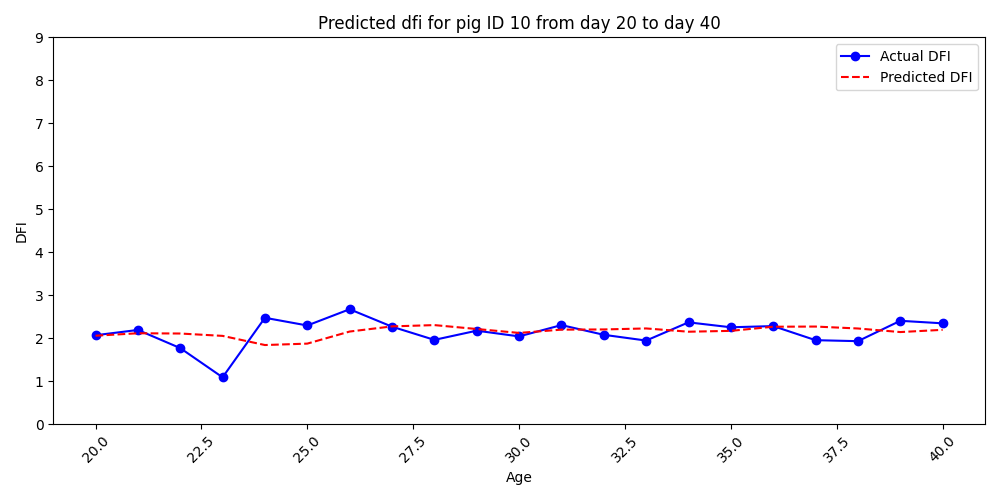 Predicted dfi for pig ID 10 from day 20 to day 40
Actual DFI
Predicted DFI
DFI
9
8
7
6
5
4
3
2
1
0
20.0 22.5 25.0 27.5 30.0 32.5 35.0 37.5 40.0
Age